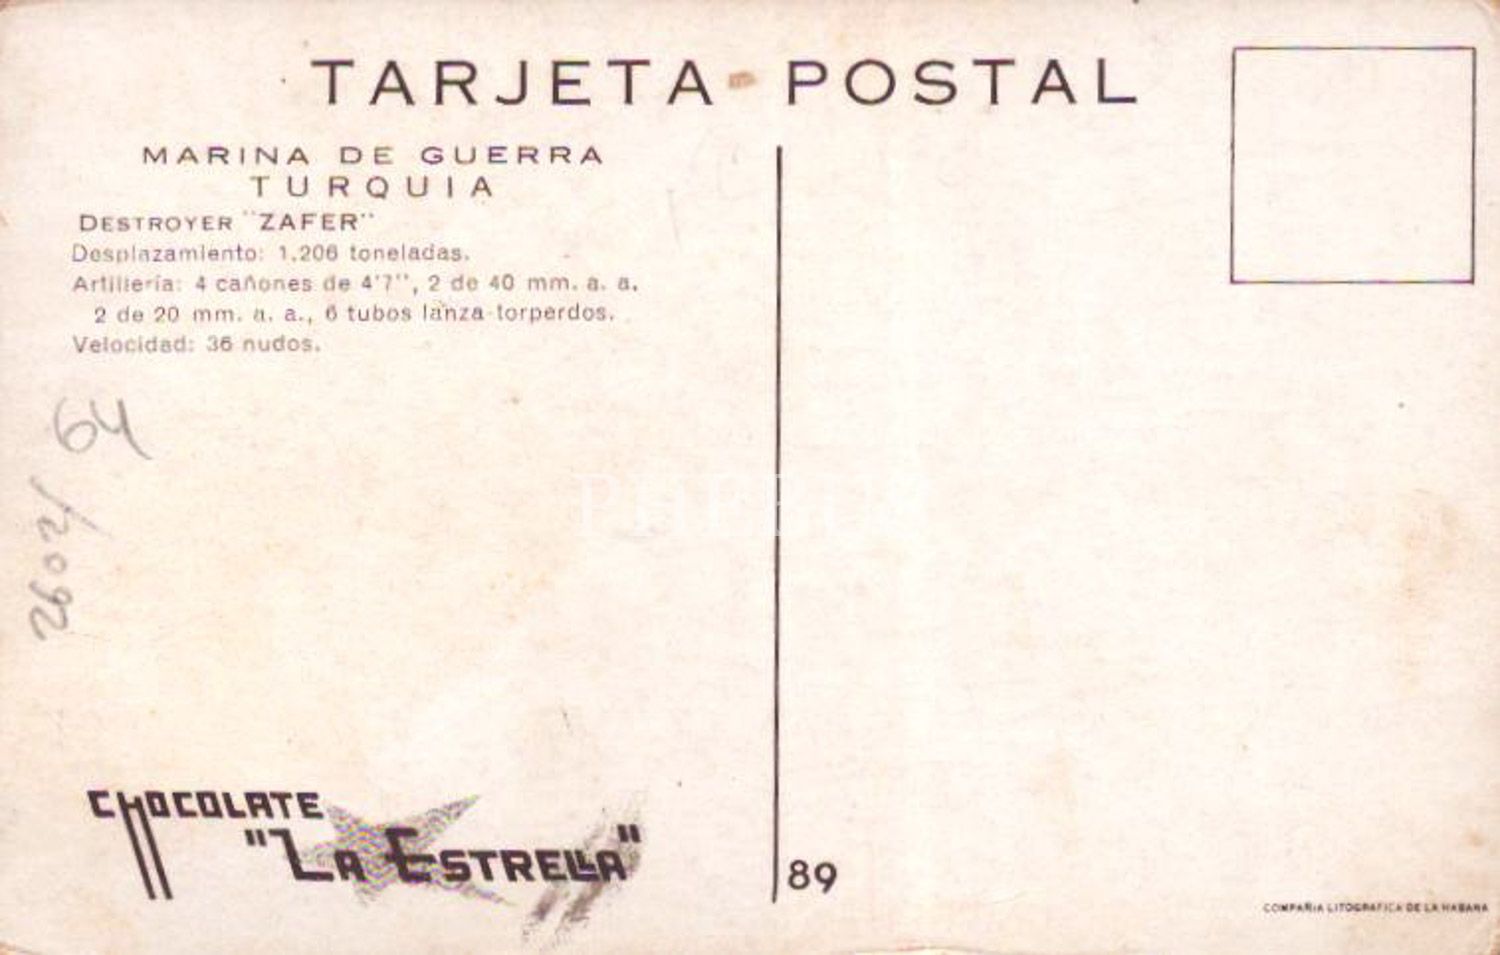 TARJETA POSTAL
MARINA DE GUERRA
TURQUIA
DESTROYER "ZAFER"
Desplazamiento: 1,206 toneladas.
Artillería: 4 cañones de 4'7'', 2 de 40 mm. a. a.
2 de 20 mm. a. a., 6 tubos lanza-torperdos.
Velocidad: 36 nudos.
64
CHOCOLATE
"LA ESTRELLA"
89
COMPAÑIA LITOGRAFICA DE LA HABANA